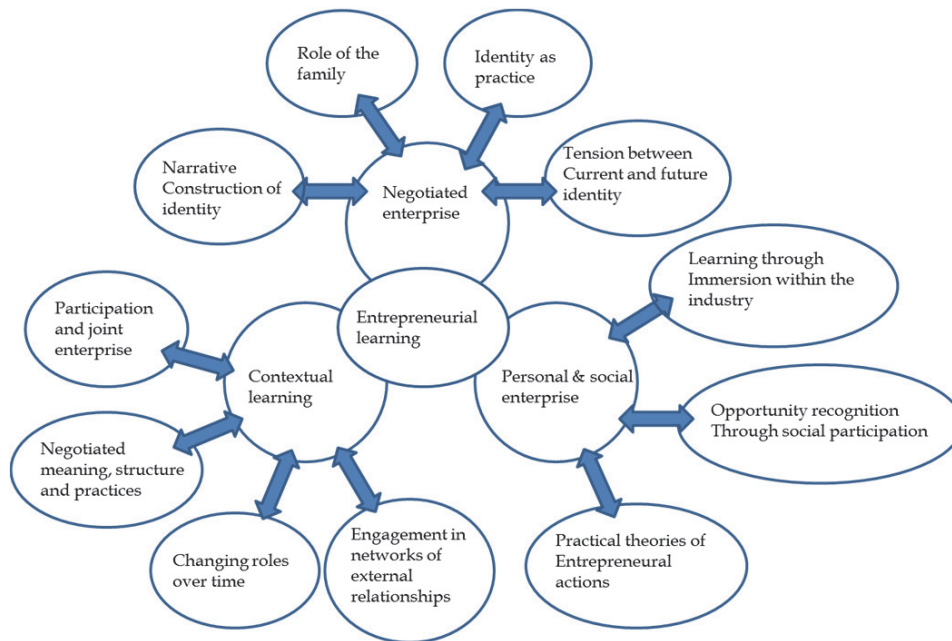 Role of the
family
Identity as
practice
Narrative
Construction of
identity
Negotiated
enterprise
Tension between
Current and future
identity
Learning through
Immersion within the
industry
Participation
and joint
enterprise
Entrepreneurial
learning
Contextual
learning
Personal & social
enterprise
Opportunity recognition
Through social participation
Negotiated
meaning, structure
and practices
Changing roles
over time
Engagement in
networks of
external
relationships
Practical theories of
Entrepreneural
actions